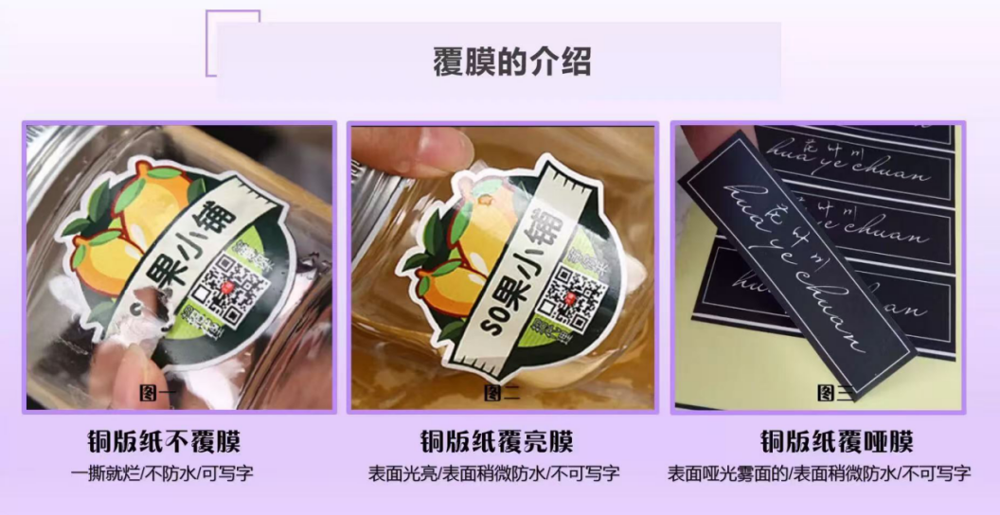 覆膜的介绍
果小铺
图一
so果小铺
图二
花叶川
hua ye chuan
花叶川
hua ye chuan
花叶川
hua ye chuan
图三
铜版纸不覆膜
铜版纸覆亮膜
铜版纸覆哑膜
一撕就烂/不防水/可写字
表面光亮/表面稍微防水/不可写字
表面哑光雾面的/表面稍微防水/不可写字